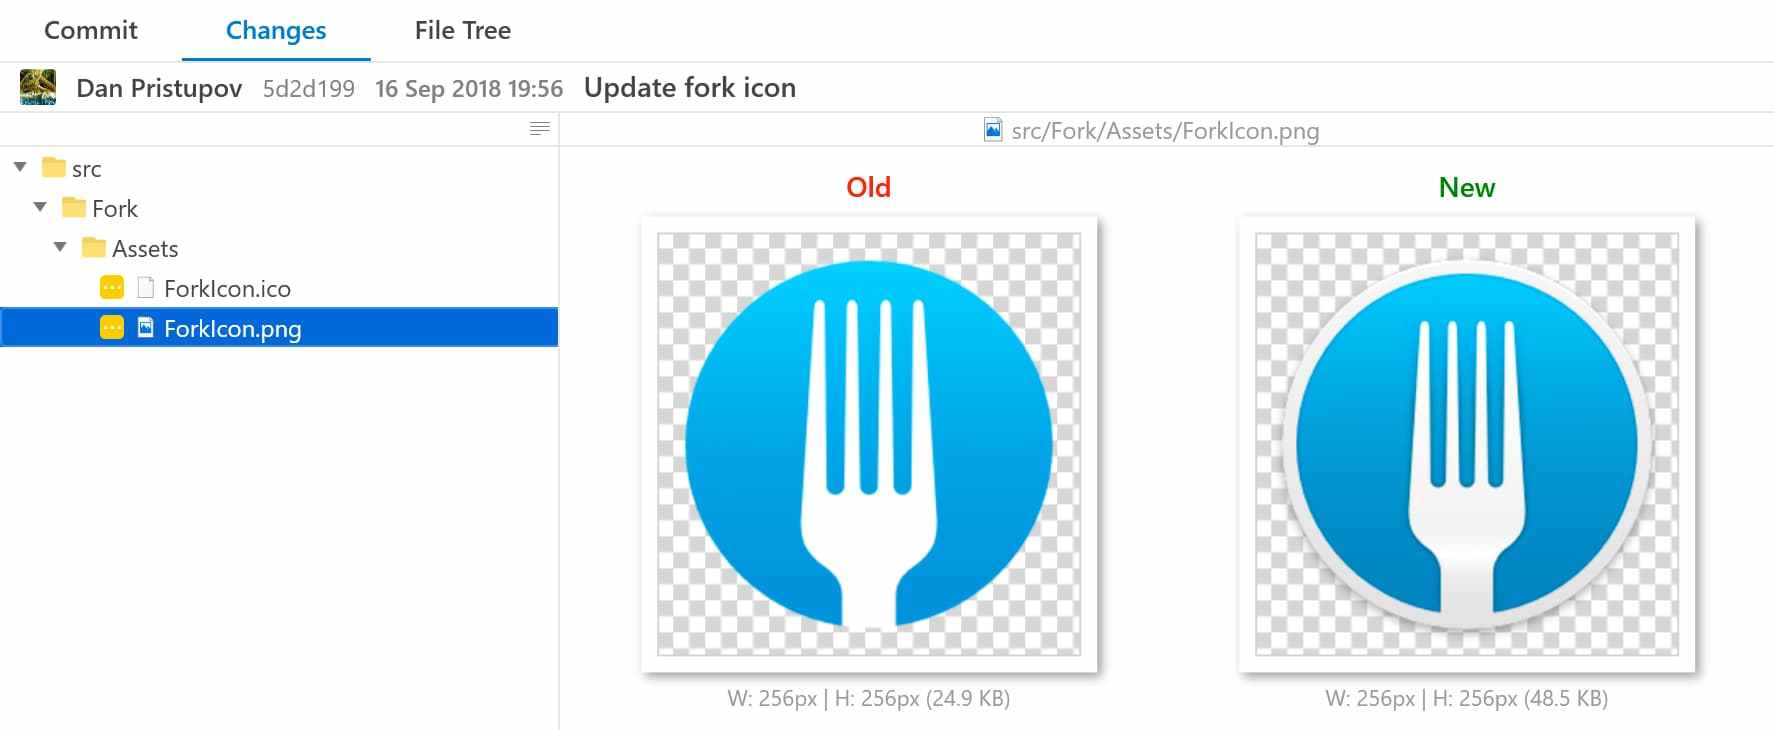 Commit Changes File Tree
Dan Pristupov 5d2d199 16 Sep 2018 19:56 Update fork icon
src/Fork/Assets/ForkIcon.png
src
Fork
Assets
ForkIcon.ico
ForkIcon.png
Old
W: 256px | H: 256px (24.9 KB)
New
W: 256px | H: 256px (48.5 KB)